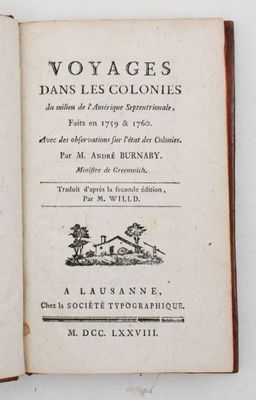 VOYAGES
DANS LES COLONIES
du milieu de l'Amérique Septentrionale,
Faits en 1759 & 1760.
Avec des obſervations ſur l'état des Colonies.
Par M. ANDRÉ BURNABY.
Miniſtre de Greenwich.
Traduit d'après la ſeconde édition,
Par M. WILLD.
A LAUSANNE,
Chez la SOCIÉTÉ TYPOGRAPHIQUE.
M. DCC. LXXVIII.